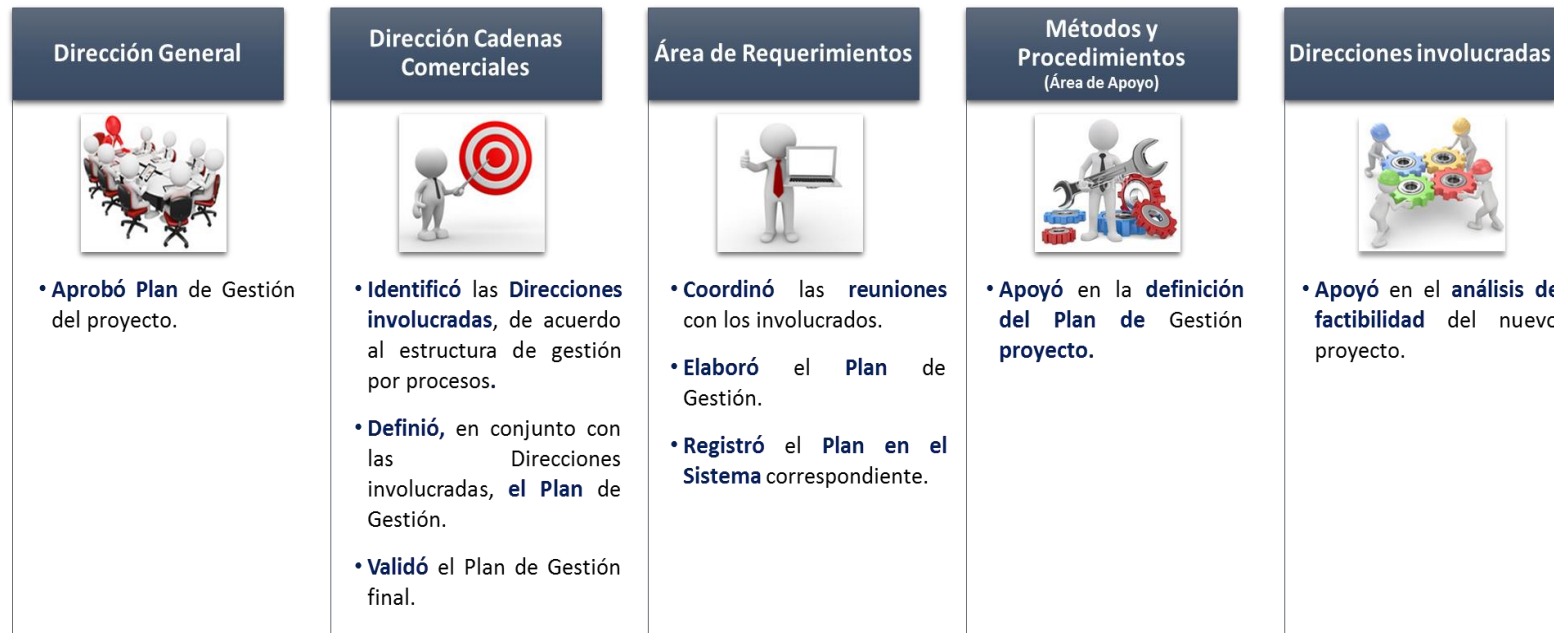 Dirección General
• Aprobó Plan de Gestión
del proyecto.
Dirección Cadenas
Comerciales
• Identificó las Direcciones
involucradas, de acuerdo
al estructura de gestión
por procesos.
• Definió, en conjunto con
las Direcciones
involucradas, el Plan de
Gestión.
• Validó el Plan de Gestión
final.
Área de Requerimientos
• Coordinó las reuniones
con los involucrados.
• Elaboró el Plan de
Gestión.
• Registró el Plan en el
Sistema correspondiente.
Métodos y
Procedimientos
(Área de Apoyo)
• Apoyó en la definición
del Plan de Gestión
proyecto.
Direcciones involucradas
• Apoyó en el análisis de
factibilidad del nuevo
proyecto.